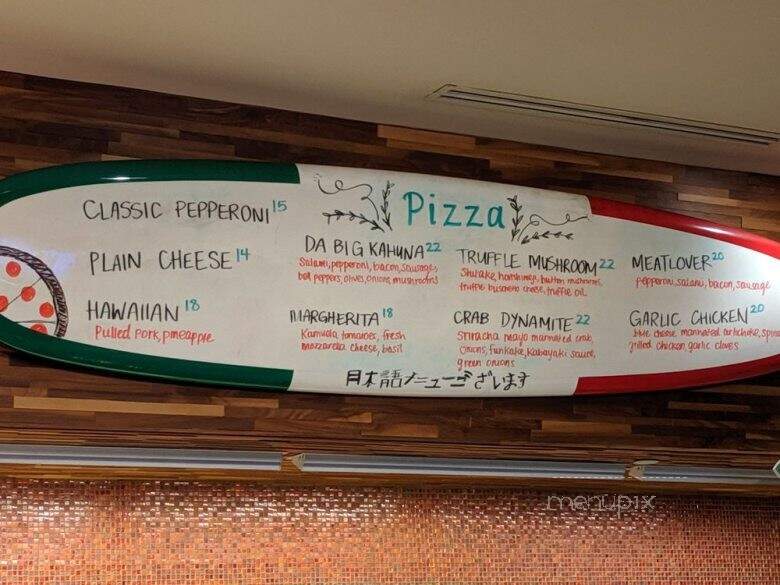 Pizza
CLASSIC PEPPERONI 15
PLAIN CHEESE 14
HAWAIIAN 18
Pulled Pork, pineapple
DA BIG KAHUNA 22
Salami, pepperoni, bacon, sausage,
bell peppers, olives, onions, mushrooms
MARGHERITA 18
Kamuela tomatoes, fresh
mozzarella cheese, basil
TRUFFLE MUSHROOM 22
Shiitake, button mushrooms,
truffle cheese, truffle oil
CRAB DYNAMITE 22
Sriracha mayo marinated crab,
onions, furikake, Kabayaki sauce,
green onions
MEATLOVER 20
pepperoni, salami, bacon, sausage
GARLIC CHICKEN 20
blue cheese marinated artichoke,
grilled chicken, garlic cloves
日本語メニューございます
menupix